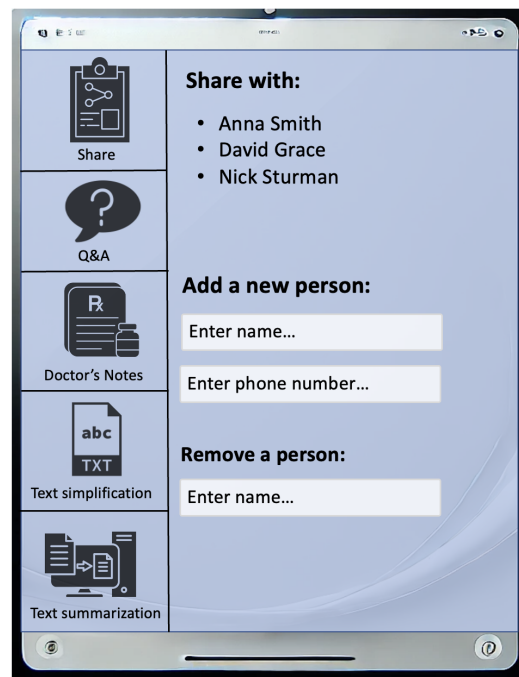 Share
Q&A
Doctor's Notes
abc
TXT
Text simplification
Text summarization
Share with:
• Anna Smith
• David Grace
• Nick Sturman
Add a new person:
Enter name...
Enter phone number...
Remove a person:
Enter name...